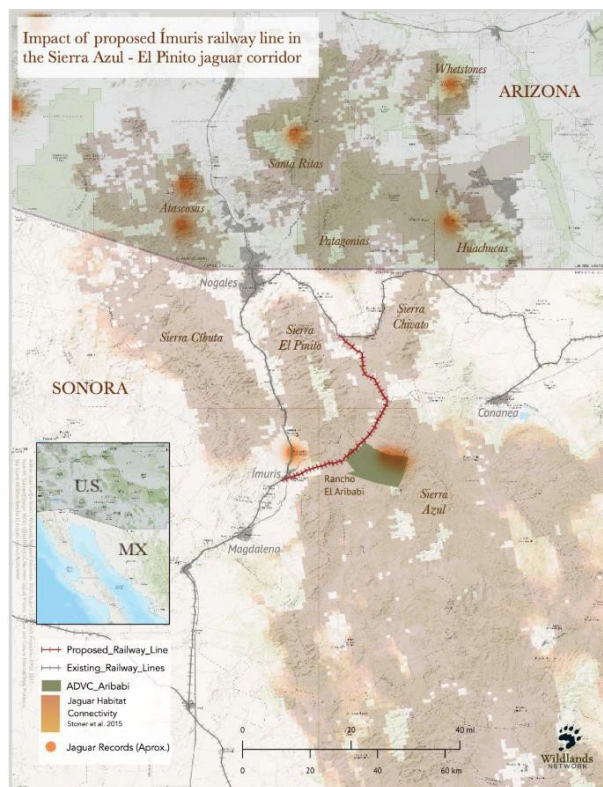 Impact of proposed Ímuris railway line in
the Sierra Azul - El Pinito jaguar corridor
Whetstones
ARIZONA
Santa Ritas
Atascosas
Patagonias
Huachucas
Nogales
Sierra Cíbuta
Sierra
El Pinito
Sierra
Chivato
SONORA
Cananea
Ímuris
Rancho
El Aribabi
Sierra
Azul
Magdalena
U.S.
MX
Proposed_Railway_Line
Existing_Railway_Lines
ADVC_Aribabi
Jaguar Habitat
Connectivity
Stoner et al. 2015
Jaguar Records (Aprox.)
0 20 40 mi
0 30 60 km
Wildlands
NETWORK